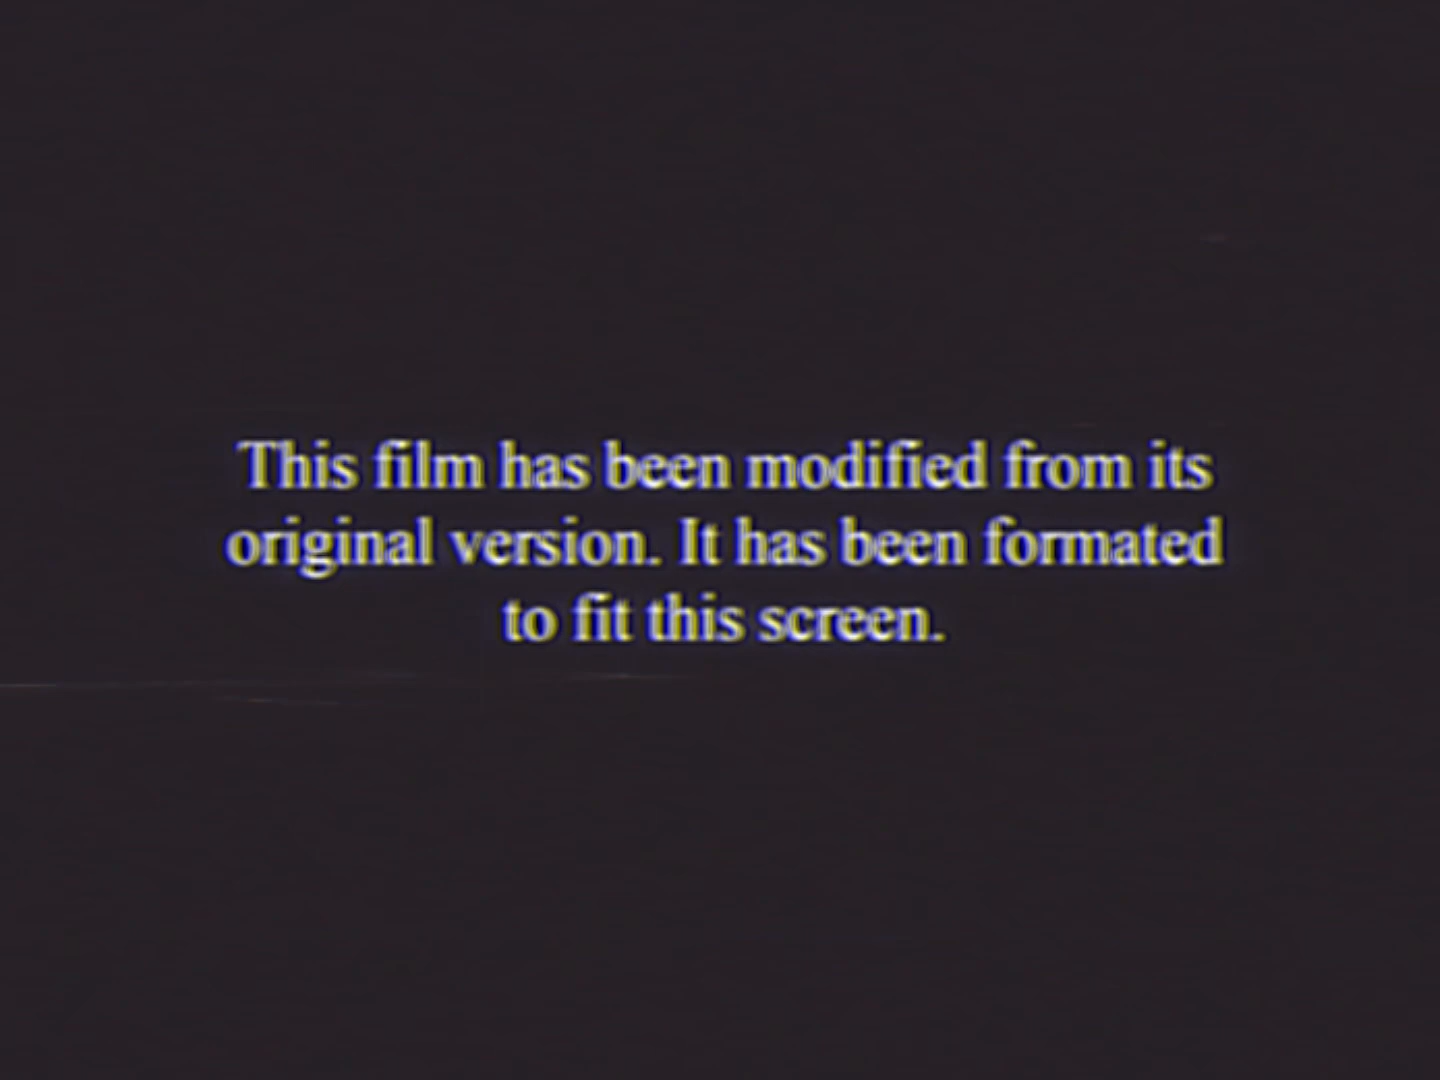 This film has been modified from its
original version. It has been formated
to fit this screen.